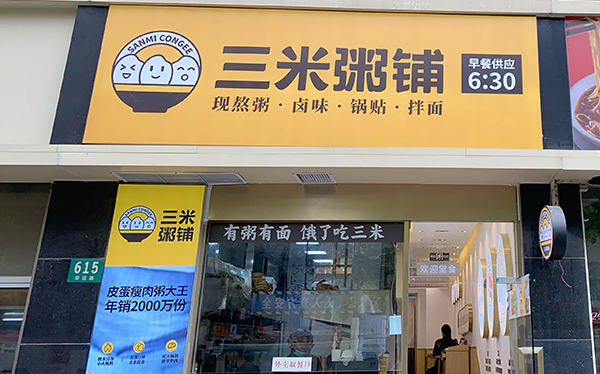 SANMI CONGEE
三米粥铺
早餐供应
6:30
现熬粥·卤味·锅贴·拌面
三米
粥铺
皮蛋瘦肉粥大王
年销2000万份
615
有粥有面 饿了吃三米
欢迎堂食
外卖取餐口